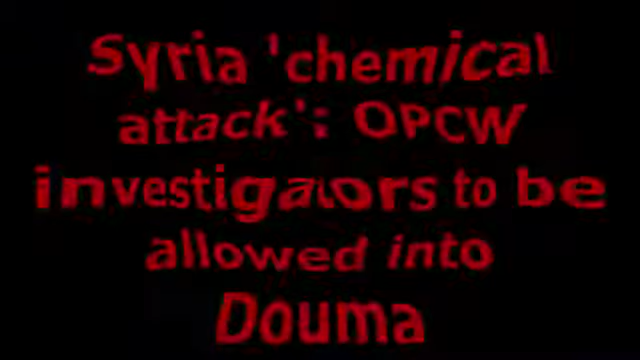 Syria 'chemical
attack': OPCW
investigators to be
allowed into
Douma